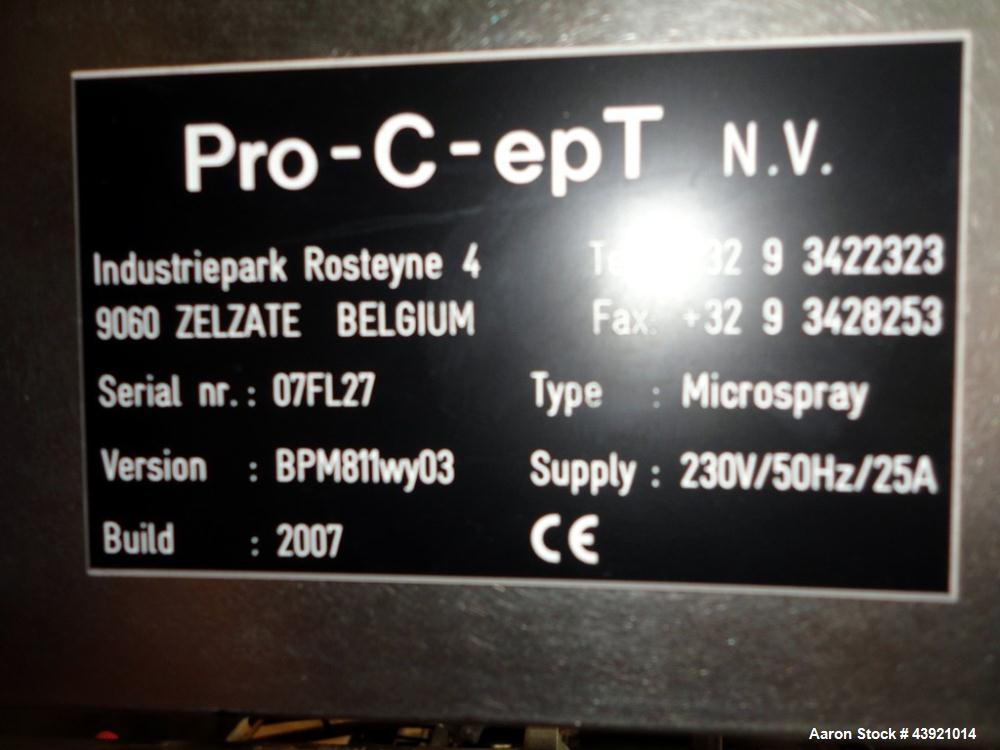 Pro-C-epT N.V.
Industriepark Rosteyne 4 32 9 3422323
9060 ZELZATE BELGIUM Fax: +32 9 3428253
Serial nr.: 07FL27 Type : Microspray
Version : BPM811wy03 Supply : 230V/50Hz/25A
Build : 2007 CE
Aaron Stock # 43921014